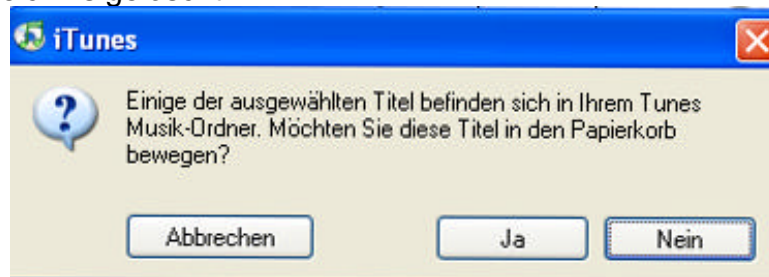 iTunes
Einige der ausgewählten Titel befinden sich in Ihrem Tunes
Musik-Ordner. Möchten Sie diese Titel in den Papierkorb
bewegen?
Abbrechen Ja Nein